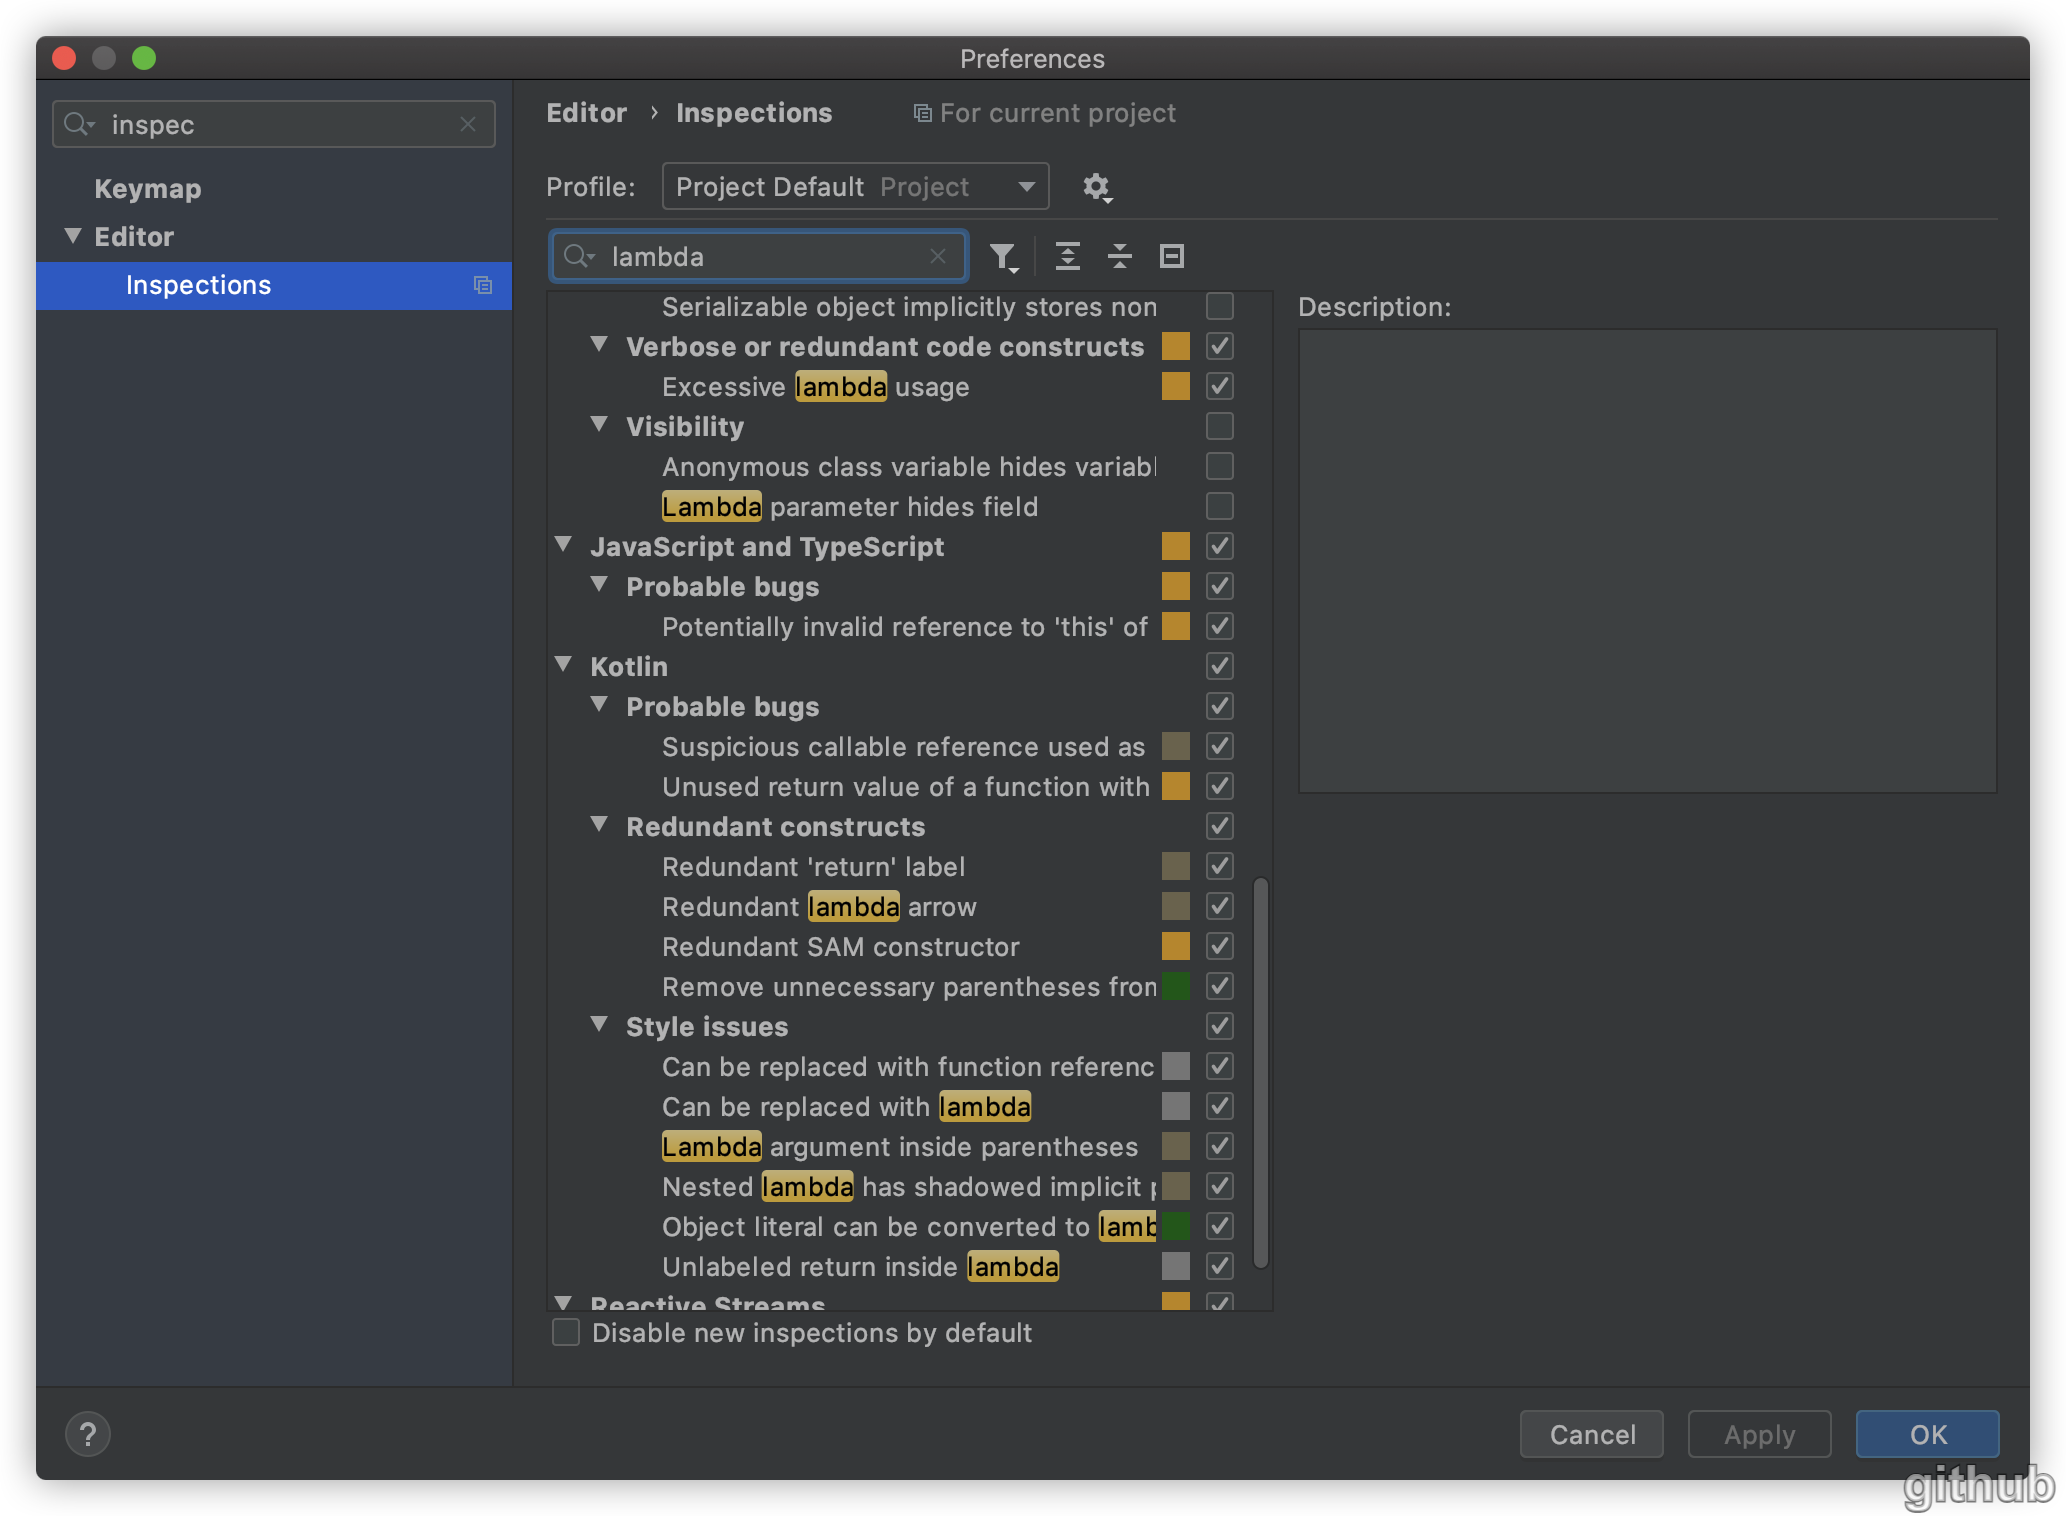 Preferences
inspec
Keymap
Editor
Inspections
Editor › Inspections For current project
Profile: Project Default Project
lambda
Serializable object implicitly stores non
Verbose or redundant code constructs
Excessive lambda usage
Visibility
Anonymous class variable hides variabl
Lambda parameter hides field
JavaScript and TypeScript
Probable bugs
Potentially invalid reference to 'this' of
Kotlin
Probable bugs
Suspicious callable reference used as
Unused return value of a function with
Redundant constructs
Redundant 'return' label
Redundant lambda arrow
Redundant SAM constructor
Remove unnecessary parentheses from
Style issues
Can be replaced with function referenc
Can be replaced with lambda
Lambda argument inside parentheses
Nested lambda has shadowed implicit p
Object literal can be converted to lamb
Unlabeled return inside lambda
Reactive Streams
Disable new inspections by default
Description:
?
Cancel
Apply
OK
github